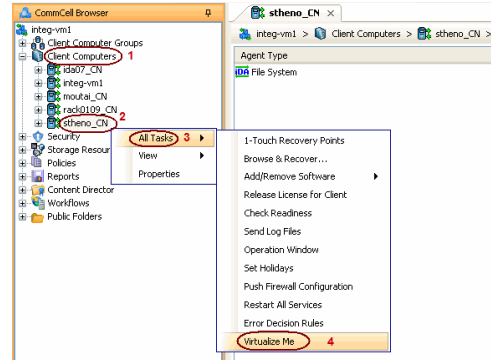 CommCell Browser
integ-vm1
Client Computer Groups
Client Computers 1
ida07_CN
integ-vm1
moutai_CN
rack0109_CN
stheno_CN 2
Security
Storage Resour
Policies
Reports
Content Director
Workflows
Public Folders
All Tasks 3
View
Properties
stheno_CN ×
integ-vm1 > Client Computers > stheno_CN >
Agent Type
iDA File System
1-Touch Recovery Points
Browse & Recover...
Add/Remove Software
Release License for Client
Check Readiness
Send Log Files
Operation Window
Set Holidays
Push Firewall Configuration
Restart All Services
Error Decision Rules
Virtualize Me 4